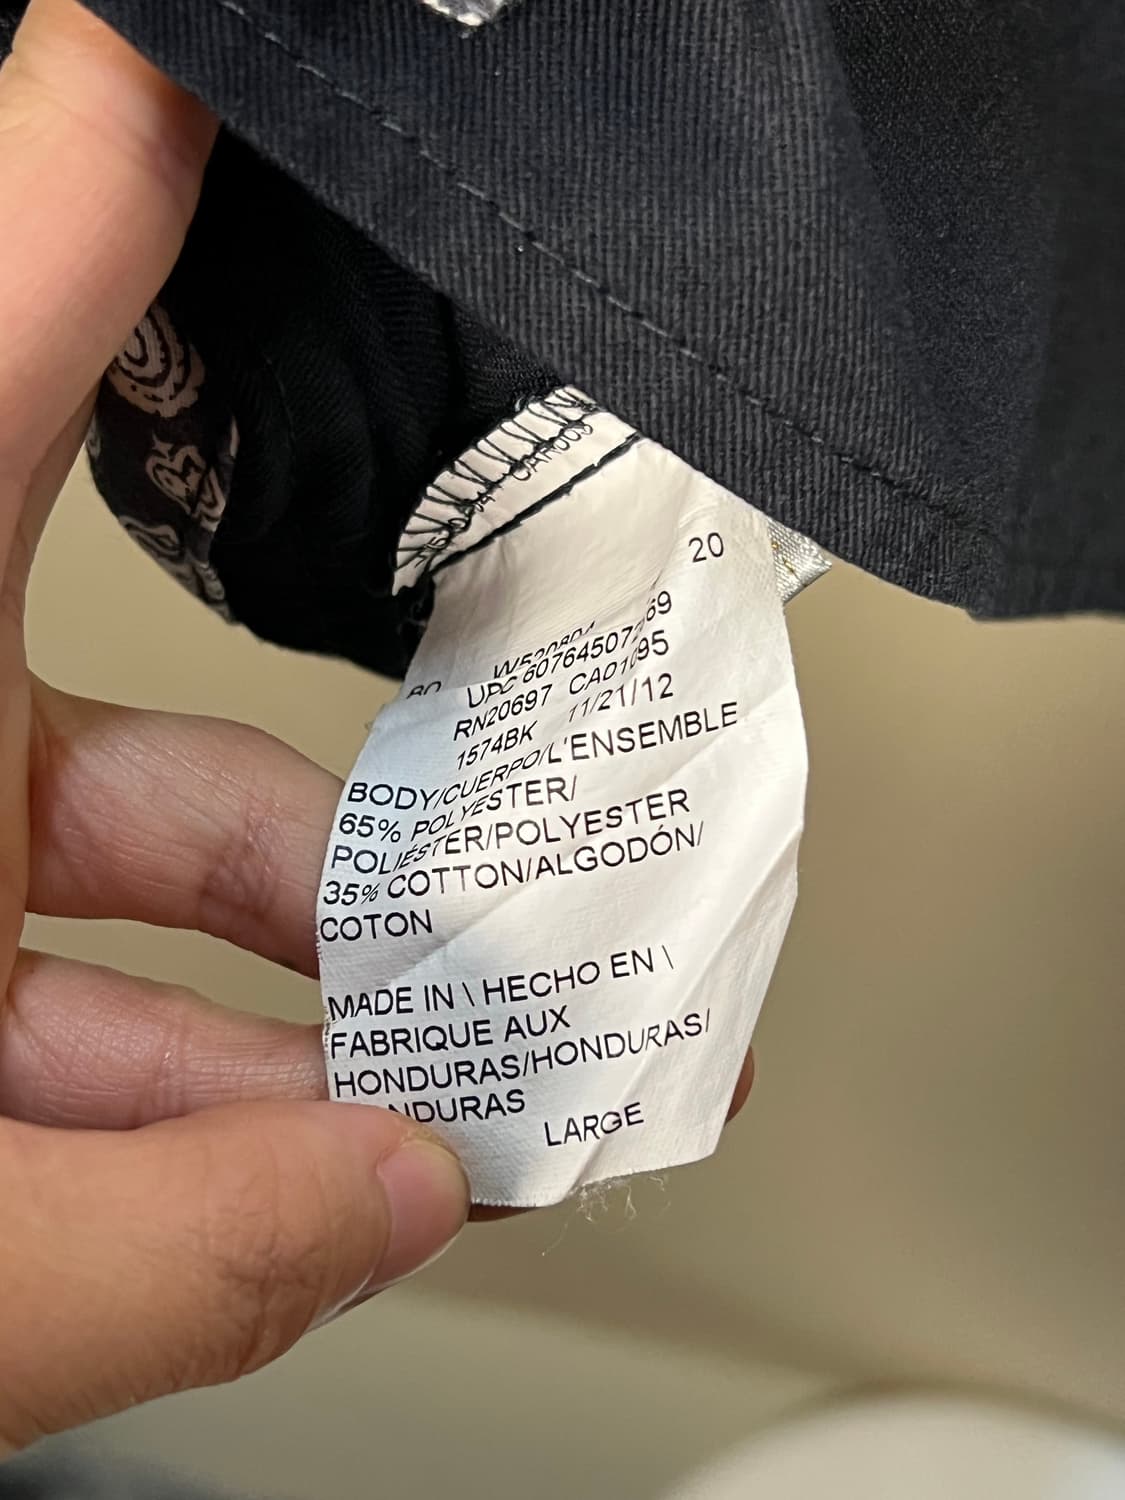 20
RN20697 CA01095
1574BK 11/21/12
BODY/CUERPO/L'ENSEMBLE
65% POLYESTER/
POLIÉSTER/POLYESTER
35% COTTON/ALGODÓN/
COTON
MADE IN \ HECHO EN \
FABRIQUE AUX
HONDURAS/HONDURAS/
NDURAS
LARGE